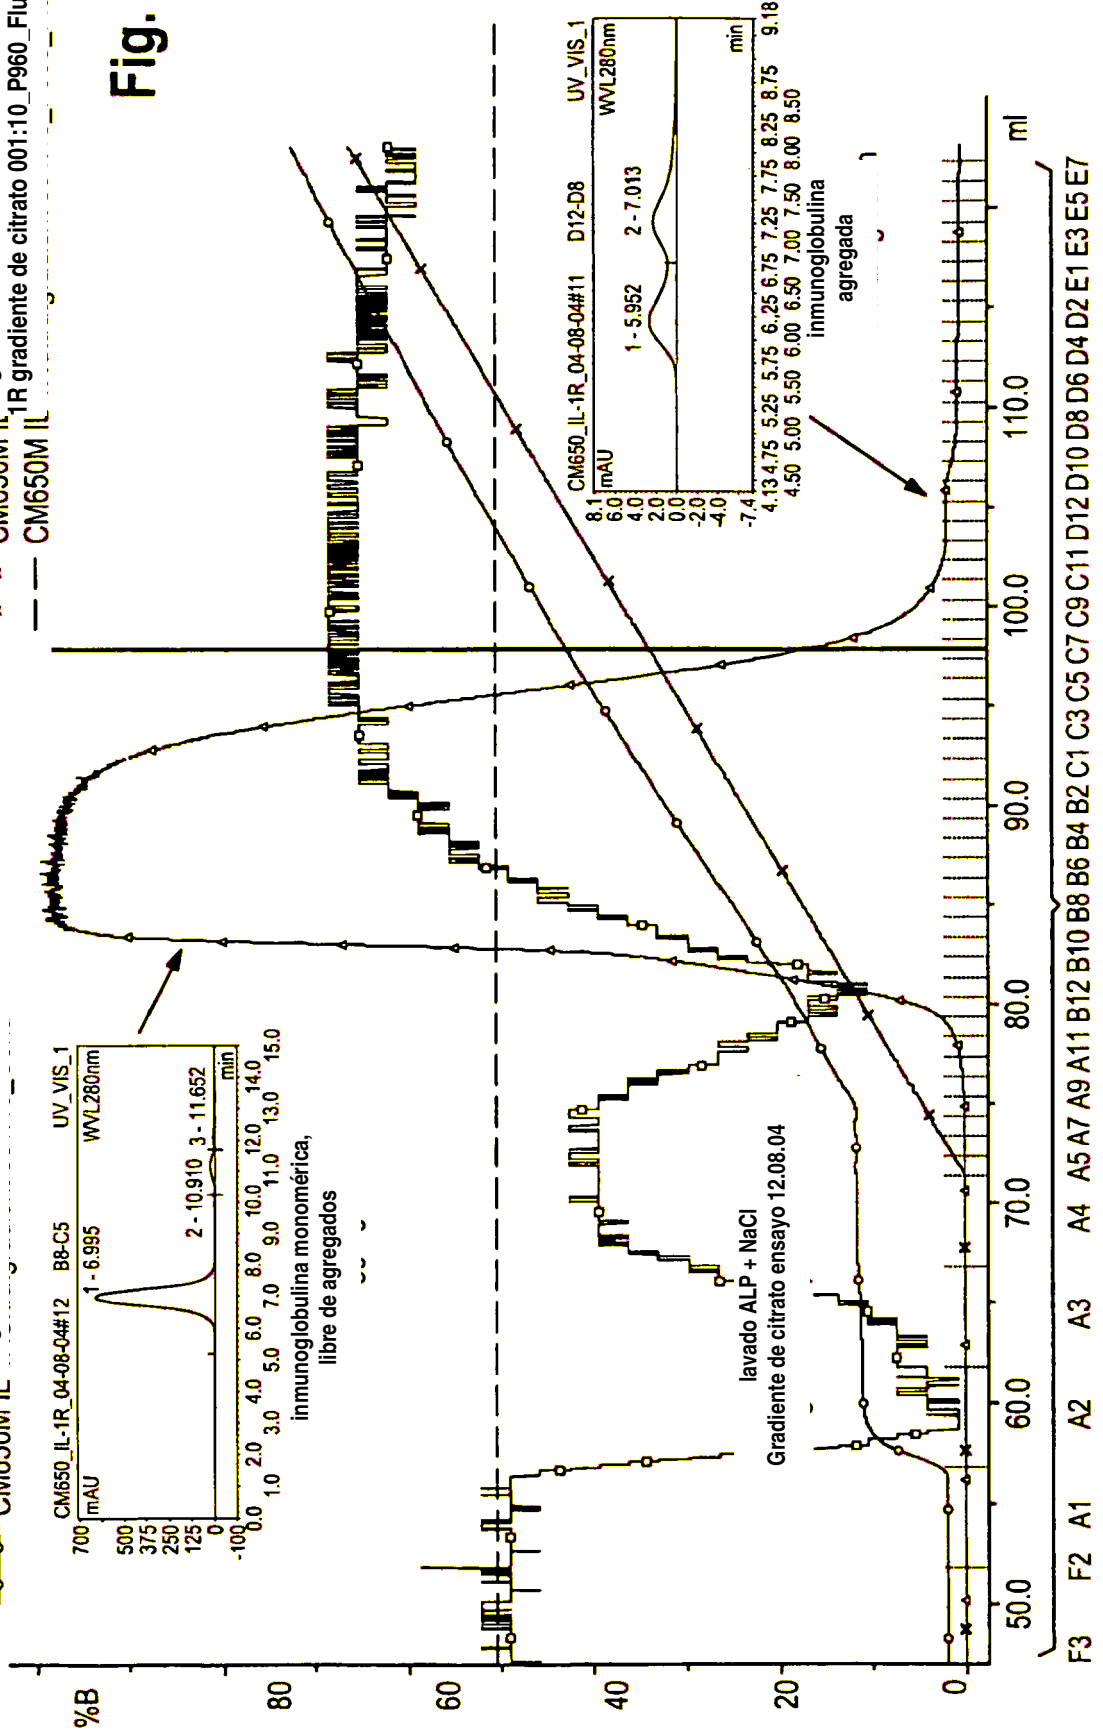 Fig.
1R gradiente de citrato 001:10_P960_Flu
CM650M IL
%B
80
60
40
20
0
CM650_IL-1R_04-08-04#12 B8-C5 UV_VIS_1
mAU
WVL280nm
1 - 6.995
2 - 10.910
3 - 11.652
min
700
500
375
250
125
0
-100
0.0 1.0 2.0 3.0 4.0 5.0 6.0 7.0 8.0 9.0 10.0 11.0 12.0 13.0 14.0 15.0
inmunoglobulina monomérica,
libre de agregados
CM650_IL-1R_04-08-04#11 D12-D8 UV_VIS_1
mAU
WVL280nm
1 - 5.952
2 - 7.013
min
8.1
6.0
4.0
2.0
0.0
-2.0
-4.0
-7.4
4.13 4.75 5.25 5.75 6.25 6.75 7.25 7.75 8.25 8.75 9.18
4.50 5.00 5.50 6.00 6.50 7.00 7.50 8.00 8.50
inmunoglobulina
agregada
lavado ALP + NaCl
Gradiente de citrato ensayo 12.08.04
50.0 60.0 70.0 80.0 90.0 100.0 110.0 ml
F3 F2 A1 A2 A3 A4 A5 A7 A9 A11 B12 B10 B8 B6 B4 B2 C1 C3 C5 C7 C9 C11 D12 D10 D8 D6 D4 D2 E1 E3 E5 E7